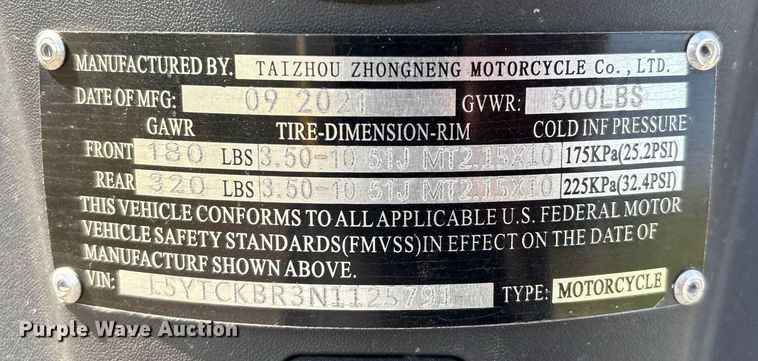 MANUFACTURED BY. TAIZHOU ZHONGNENG MOTORCYCLE Co., LTD.
DATE OF MFG: 09 2021 GVWR: 500LBS
GAWR TIRE-DIMENSION-RIM COLD INF PRESSURE
FRONT 180 LBS 3.50-10 51J MT2.15X10 175KPa(25.2PSI)
REAR 320 LBS 3.50-10 51J MT2.15X10 225KPa(32.4PSI)
THIS VEHICLE CONFORMS TO ALL APPLICABLE U.S. FEDERAL MOTOR
VEHICLE SAFETY STANDARDS(FMVSS)IN EFFECT ON THE DATE OF
MANUFACTURF SHOWN ABOVE.
VIN: L5YTCKBR3N1125791 TYPE: MOTORCYCLE
Purple Wave Auction